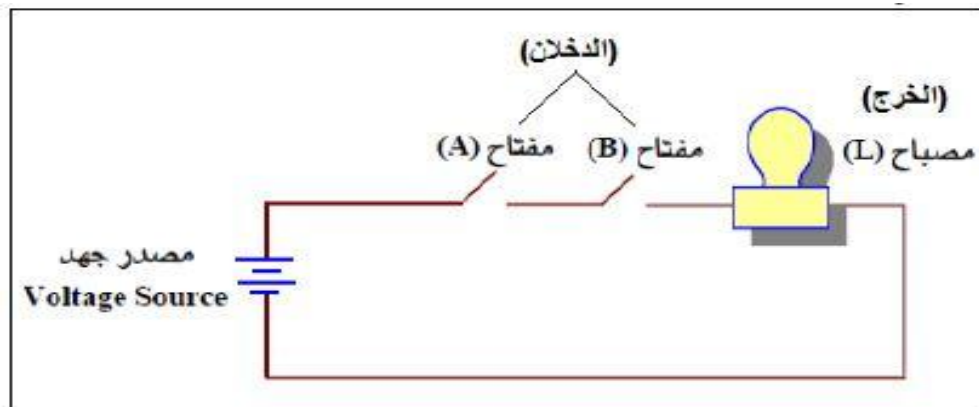 (الدخلان)
(الخرج)
مفتاح (A)
مفتاح (B)
مصباح (L)
مصدر جهد
Voltage Source